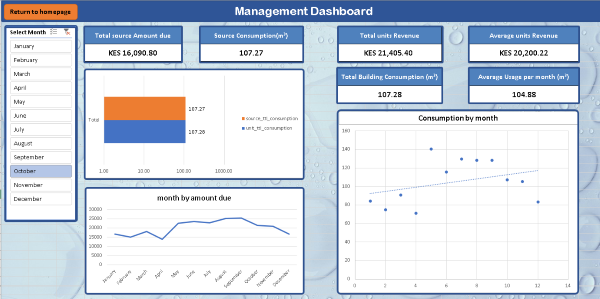 Return to homepage
Management Dashboard
Select Month
January
February
March
April
May
June
July
August
September
October
November
December
Total source Amount due
KES 16,090.80
Source Consumption(m³)
107.27
Total units Revenue
KES 21,405.40
Average units Revenue
KES 20,200.22
Total Building Consumption (m³)
107.28
Average Usage per month (m³)
104.88
Total
107.27
107.28
source_ttl_consumption
unit_ttl_consumption
1.00
10.00
100.00
1000.00
month by amount due
30000
25000
20000
15000
10000
5000
0
January
February
March
April
May
June
July
August
September
October
November
December
Consumption by month
160
140
120
100
80
60
40
20
0
0
2
4
6
8
10
12
14